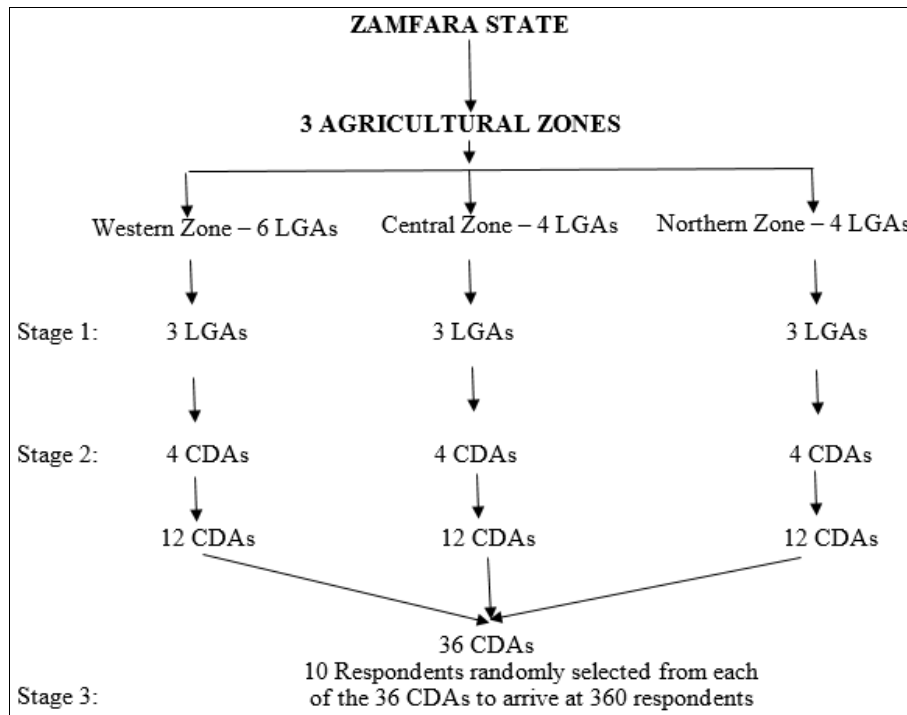 ZAMFARA STATE
3 AGRICULTURAL ZONES
Western Zone – 6 LGAs Central Zone – 4 LGAs Northern Zone – 4 LGAs
Stage 1: 3 LGAs 3 LGAs 3 LGAs
Stage 2: 4 CDAs 4 CDAs 4 CDAs
12 CDAs 12 CDAs 12 CDAs
36 CDAs
10 Respondents randomly selected from each
Stage 3: of the 36 CDAs to arrive at 360 respondents